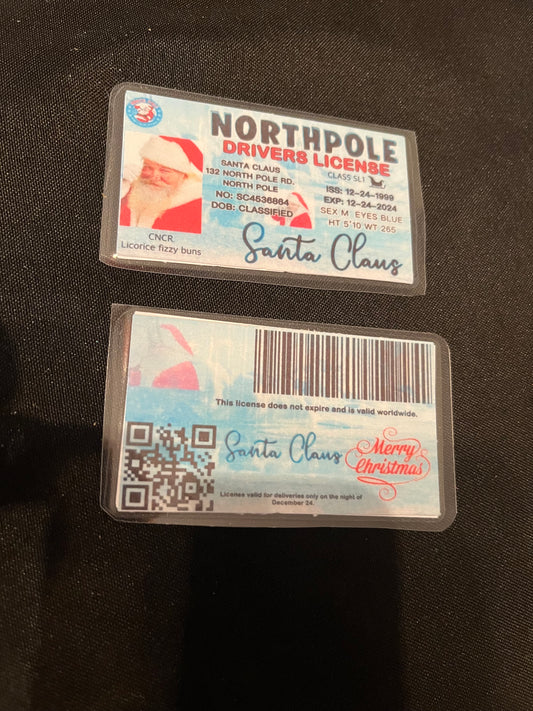 NORTHPOLE
DRIVERS LICENSE
SANTA CLAUS
132 NORTH POLE RD.
NORTH POLE
NO: SC4536864
DOB: CLASSIFIED
CLASS SL1
ISS: 12-24-1999
EXP: 12-24-2024
SEX M EYES BLUE
HT 5'10 WT 265
CNCR.
Licorice fizzy buns
Santa Claus
This license does not expire and is valid worldwide.
Santa Claus
Merry
Christmas
License valid for deliveries only on the night of
December 24.